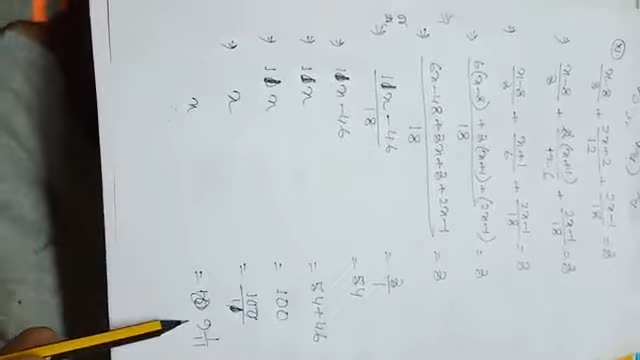 (xi) (x-8)/3 + (2x+2)/12 + (2x-1)/18 = 3
⇒ (x-8)/3 + 2(x+1)/12 + (2x-1)/18 = 3
⇒ (x-8)/3 + (x+1)/6 + (2x-1)/18 = 3
⇒ (6(x-8) + 3(x+1) + (2x-1))/18 = 3
⇒ (6x-48+3x+3+2x-1)/18 = 3
⇒ (11x-46)/18 = 3/1
⇒ 11x-46 = 54
⇒ 11x = 54+46
⇒ 11x = 100
⇒ x = 100/11
x = 9 1/11